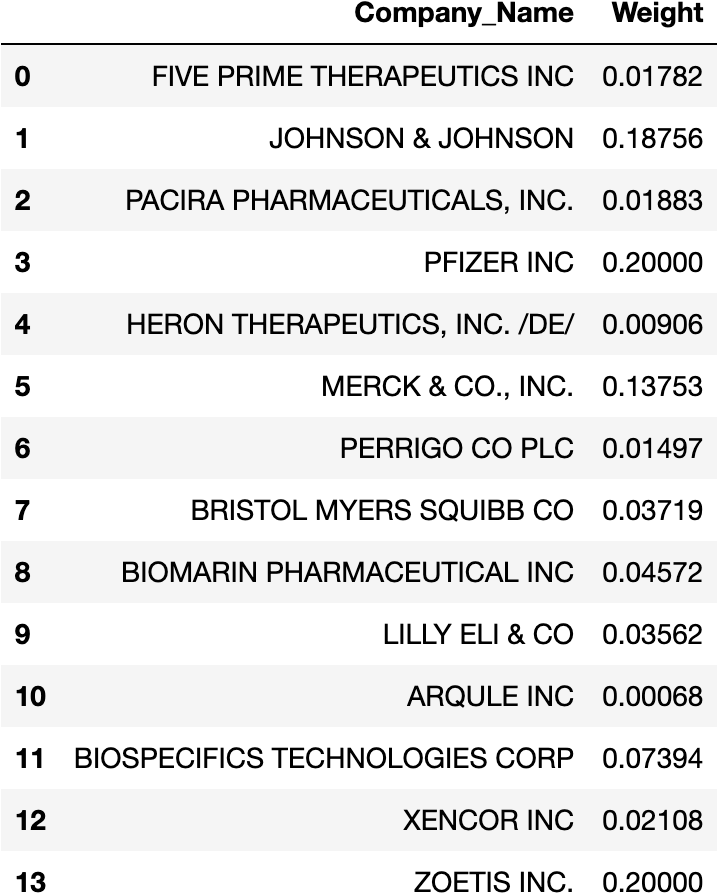 Company_Name Weight
0 FIVE PRIME THERAPEUTICS INC 0.01782
1 JOHNSON & JOHNSON 0.18756
2 PACIRA PHARMACEUTICALS, INC. 0.01883
3 PFIZER INC 0.20000
4 HERON THERAPEUTICS, INC. /DE/ 0.00906
5 MERCK & CO., INC. 0.13753
6 PERRIGO CO PLC 0.01497
7 BRISTOL MYERS SQUIBB CO 0.03719
8 BIOMARIN PHARMACEUTICAL INC 0.04572
9 LILLY ELI & CO 0.03562
10 ARQULE INC 0.00068
11 BIOSPECIFICS TECHNOLOGIES CORP 0.07394
12 XENCOR INC 0.02108
13 ZOETIS INC. 0.20000